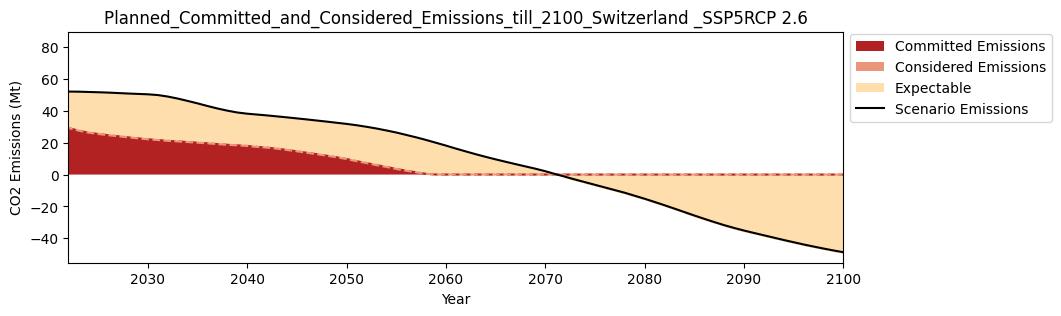 Planned_Committed_and_Considered_Emissions_till_2100_Switzerland _SSP5RCP 2.6
Committed Emissions
Considered Emissions
Expectable
Scenario Emissions
CO2 Emissions (Mt)
80
60
40
20
0
−20
−40
2030 2040 2050 2060 2070 2080 2090 2100
Year